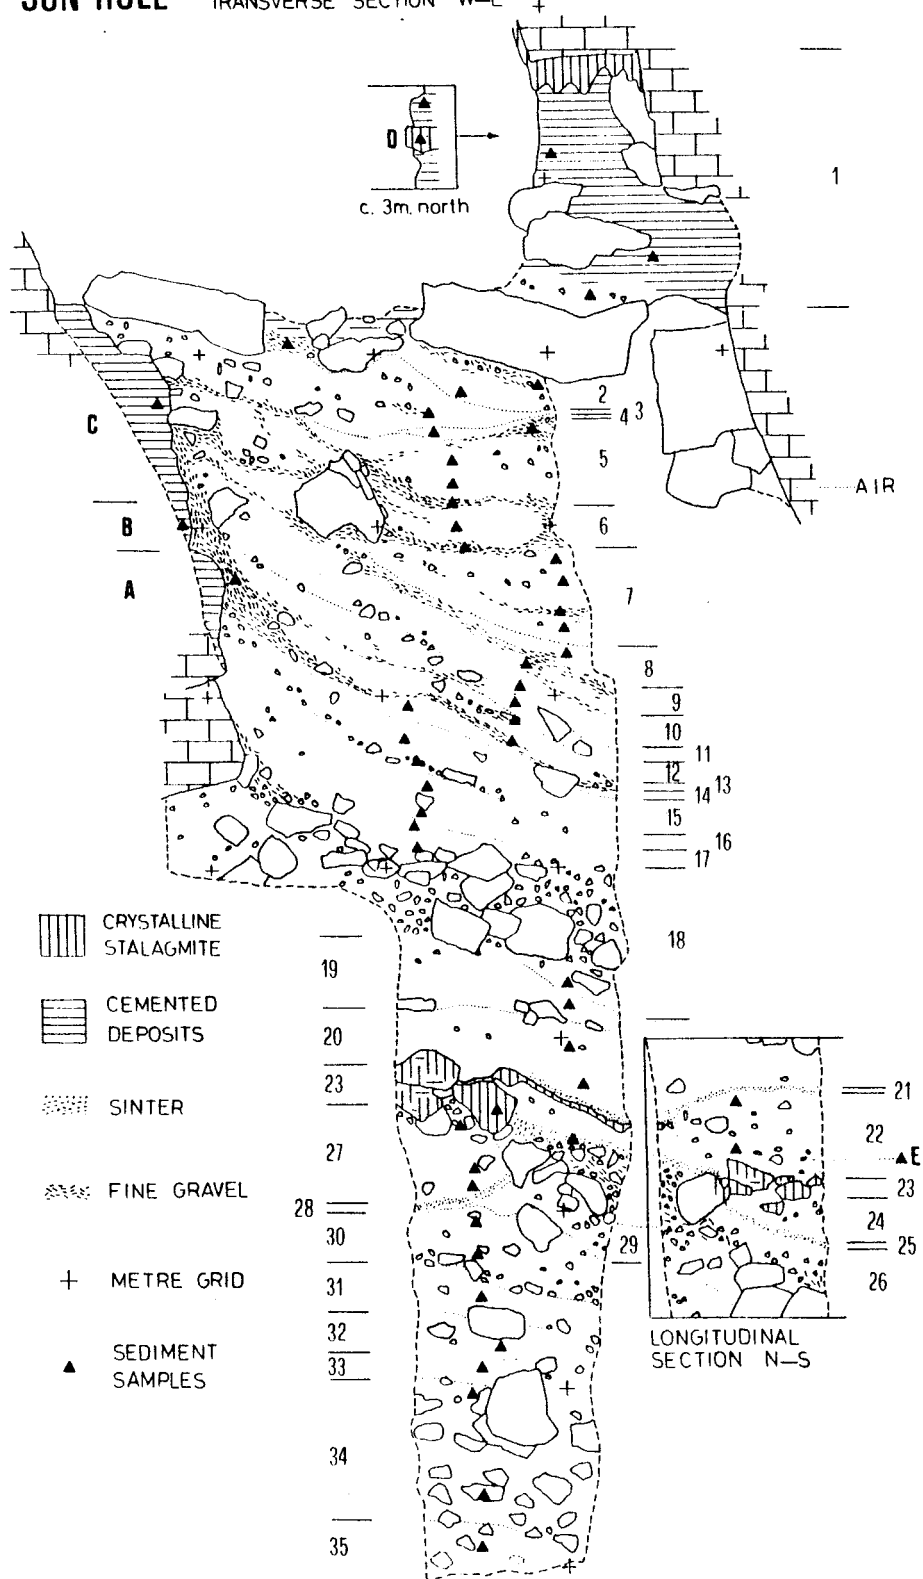 SUN HOLE TRANSVERSE SECTION W–E
D
c. 3m. north
1
2
4 3
C
5
AIR
B
6
A
7
8
9
10
11
12 13
14
15
16
17
CRYSTALLINE
STALAGMITE
18
19
CEMENTED
DEPOSITS
20
23
21
SINTER
22
27
E
23
FINE GRAVEL
28
24
30
29
25
METRE GRID
31
26
32
LONGITUDINAL
SECTION N–S
SEDIMENT
SAMPLES
33
34
35